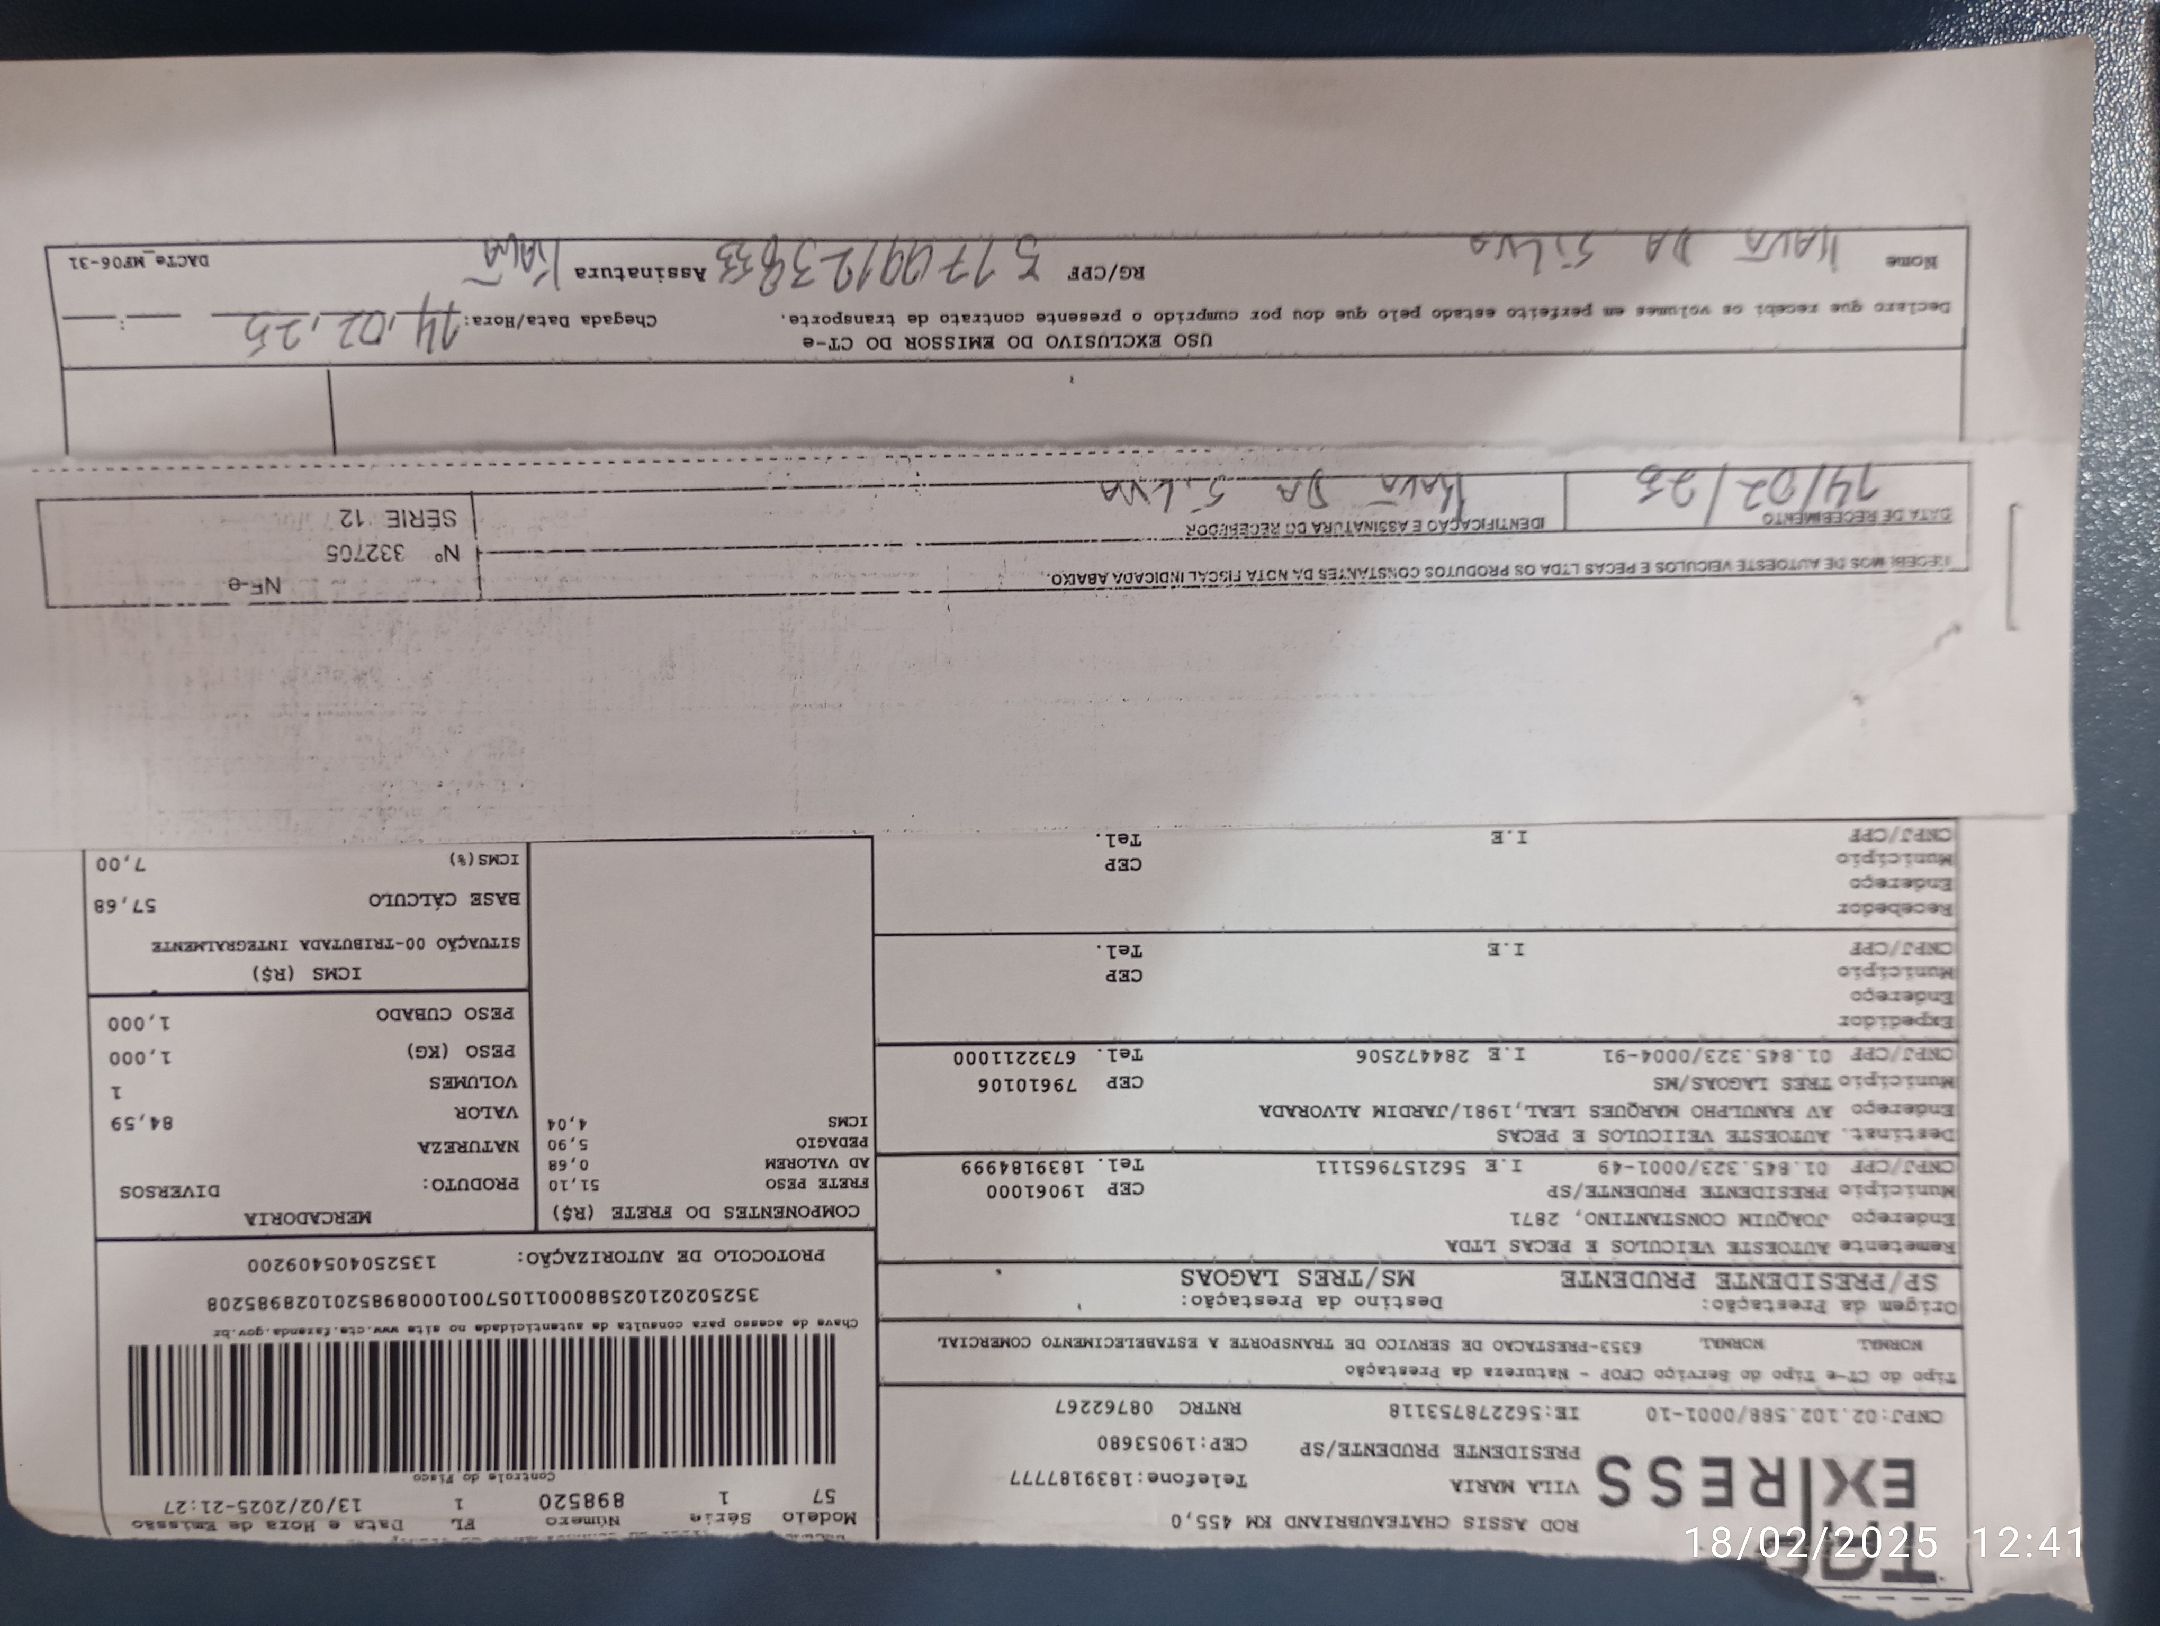 TOP
EXPRESS
ROD ASSIS CHATEAUBRIAND KM 455,0
VILA MARIA Telefone:1839187777
PRESIDENTE PRUDENTE/SP CEP:19053680
CNPJ:02.102.588/0001-10 IE:562278753118 RNTRC 08762267
Modelo Série Número FL Data e Hora de Emissão
57 1 898520 1 13/02/2025-21:27
Controle do Fisco
Chave de acesso para consulta de autenticidade no site www.cte.fazenda.gov.br
35250202102588000110570010008985201028985208
PROTOCOLO DE AUTORIZAÇÃO: 135250405409200
Tipo do CT-e Tipo do Serviço CFOP - Natureza da Prestação
NORMAL NORMAL 6353-PRESTACAO DE SERVICO DE TRANSPORTE A ESTABELECIMENTO COMERCIAL
Origem da Prestação: Destino da Prestação:
SP/PRESIDENTE PRUDENTE MS/TRES LAGOAS
Remetente AUTOESTE VEICULOS E PECAS LTDA
Endereço JOAQUIM CONSTANTINO, 2871
Município PRESIDENTE PRUDENTE/SP CEP 19061000
CNPJ/CPF 01.845.323/0001-49 I.E 562157965111 Tel. 1839184999
Destinat. AUTOESTE VEIICULOS E PECAS
Endereço AV RANULPHO MARQUES LEAL,1981/JARDIM ALVORADA
Município TRES LAGOAS/MS CEP 79610106
CNPJ/CPF 01.845.323/0004-91 I.E 284472506 Tel. 6732211000
Expedidor
Endereço
Município CEP
CNPJ/CPF I.E Tel.
Recebedor
Endereço
Município CEP
CNPJ/CPF I.E Tel.
COMPONENTES DO FRETE (R$)
FRETE PESO 51,10
AD VALOREM 0,68
PEDAGIO 5,90
ICMS 4,04
MERCADORIA
PRODUTO: DIVERSOS
NATUREZA
VALOR 84,59
VOLUMES 1
PESO (KG) 1,000
PESO CUBADO 1,000
ICMS (R$)
SITUAÇÃO 00-TRIBUTADA INTEGRALMENTE
BASE CÁLCULO 57,68
ICMS(%) 7,00
RECEBEMOS DE AUTOESTE VEICULOS E PECAS LTDA OS PRODUTOS CONSTANTES DA NOTA FISCAL INDICADA ABAIXO.
DATA DE RECEBIMENTO IDENTIFICAÇÃO E ASSINATURA DO RECEBEDOR
14/02/25 KAUÃ DA SILVA
NF-e
Nº 332705
SÉRIE 12
USO EXCLUSIVO DO EMISSOR DO CT-e
Declaro que recebi os volumes em perfeito estado pelo que dou por cumprido o presente contrato de transporte. Chegada Data/Hora: 14.02.25 :
Nome KAUÃ DA SILVA RG/CPF Assinatura KAUÃ DACTe_MF06-31
18/02/2025 12:41